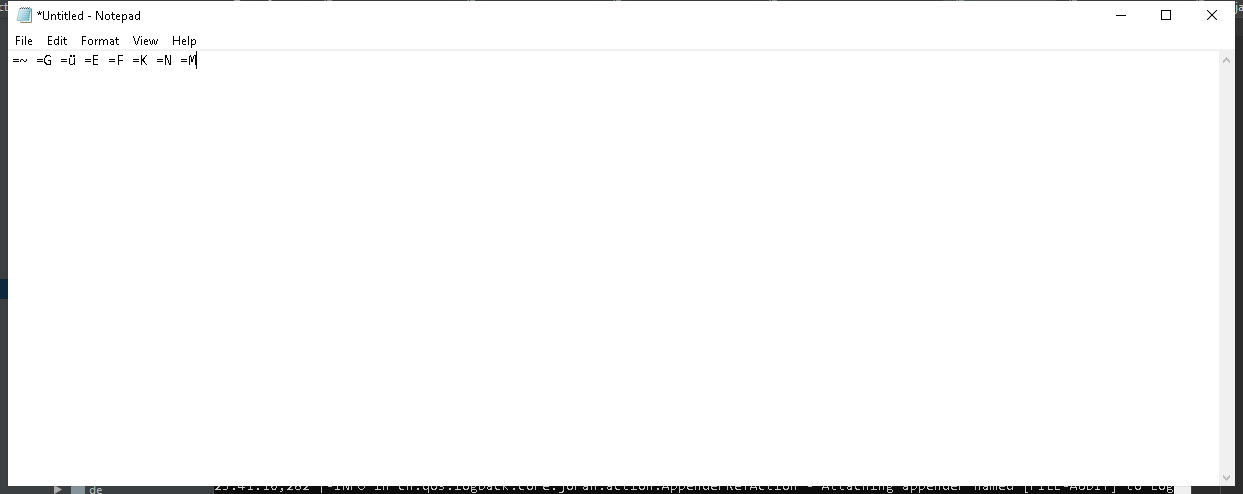 *Untitled - Notepad
File Edit Format View Help
=~ =G =ü =E =F =K =N =M
de
23:41:10,282 |-INFO in ch.qos.logback.core.joran.action.AppenderRefAction - Attaching appender named [FILE-AUDIT] to Log